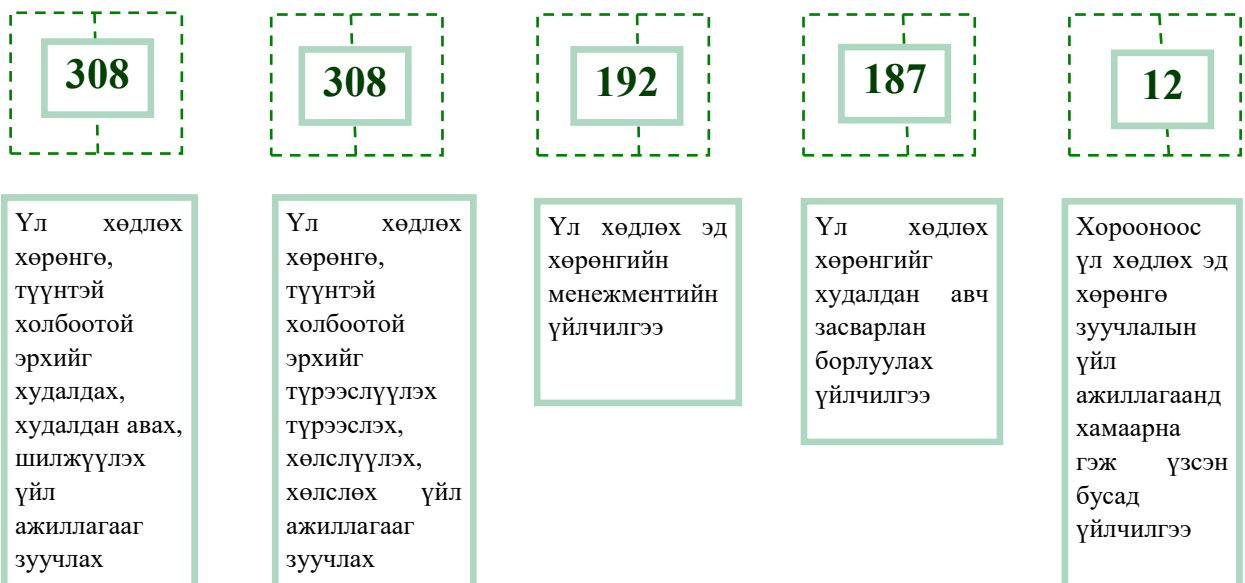 308
308
192
187
12
Үл хөдлөх
хөрөнгө,
түүнтэй
холбоотой
эрхийг
худалдах,
худалдан авах,
шилжүүлэх
үйл
ажиллагааг
зуучлах
Үл хөдлөх
хөрөнгө,
түүнтэй
холбоотой
эрхийг
түрээслүүлэх
түрээслэх,
хөлслүүлэх,
хөлслөх үйл
ажиллагааг
зуучлах
Үл хөдлөх эд
хөрөнгийн
менежментийн
үйлчилгээ
Үл хөдлөх
хөрөнгийг
худалдан авч
засварлан
борлуулах
үйлчилгээ
Хорооноос
үл хөдлөх эд
хөрөнгө
зуучлалын
үйл
ажиллагаанд
хамаарна
гэж үзсэн
бусад
үйлчилгээ